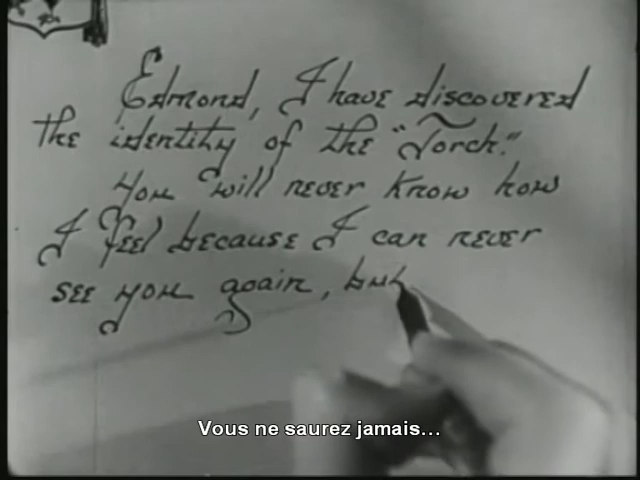 Edmond, I have discovered
the identity of the "Torch."
You will never know how
I feel because I can never
see you again, but
Vous ne saurez jamais...